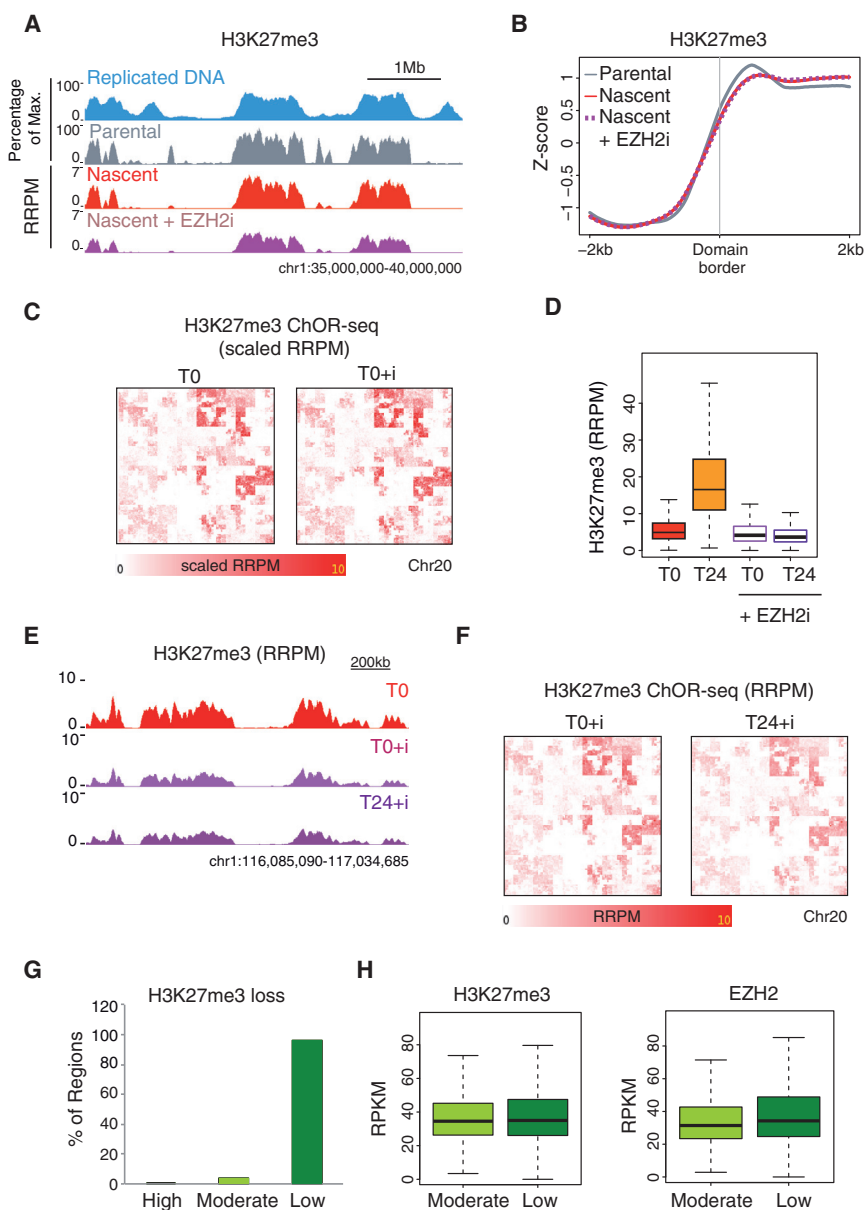 A
H3K27me3
1Mb
Percentage of Max.
100
0
Replicated DNA
100
0
Parental
RRPM
7
0
Nascent
7
0
Nascent + EZH2i
chr1:35,000,000-40,000,000
B
H3K27me3
Z-score
1
0.5
0
−0.5
−1
Parental
Nascent
Nascent
+ EZH2i
−2kb
Domain
border
2kb
C
H3K27me3 ChOR-seq
(scaled RRPM)
T0
T0+i
0
scaled RRPM
10
Chr20
D
H3K27me3 (RRPM)
40
30
20
10
0
T0
T24
T0
T24
+ EZH2i
E
H3K27me3 (RRPM)
200kb
10
0
T0
10
0
T0+i
10
0
T24+i
chr1:116,085,090-117,034,685
F
H3K27me3 ChOR-seq (RRPM)
T0+i
T24+i
0
RRPM
10
Chr20
G
H3K27me3 loss
% of Regions
120
100
80
60
40
20
0
High
Moderate
Low
H
H3K27me3
RPKM
80
60
40
20
0
Moderate
Low
EZH2
RPKM
80
60
40
20
0
Moderate
Low